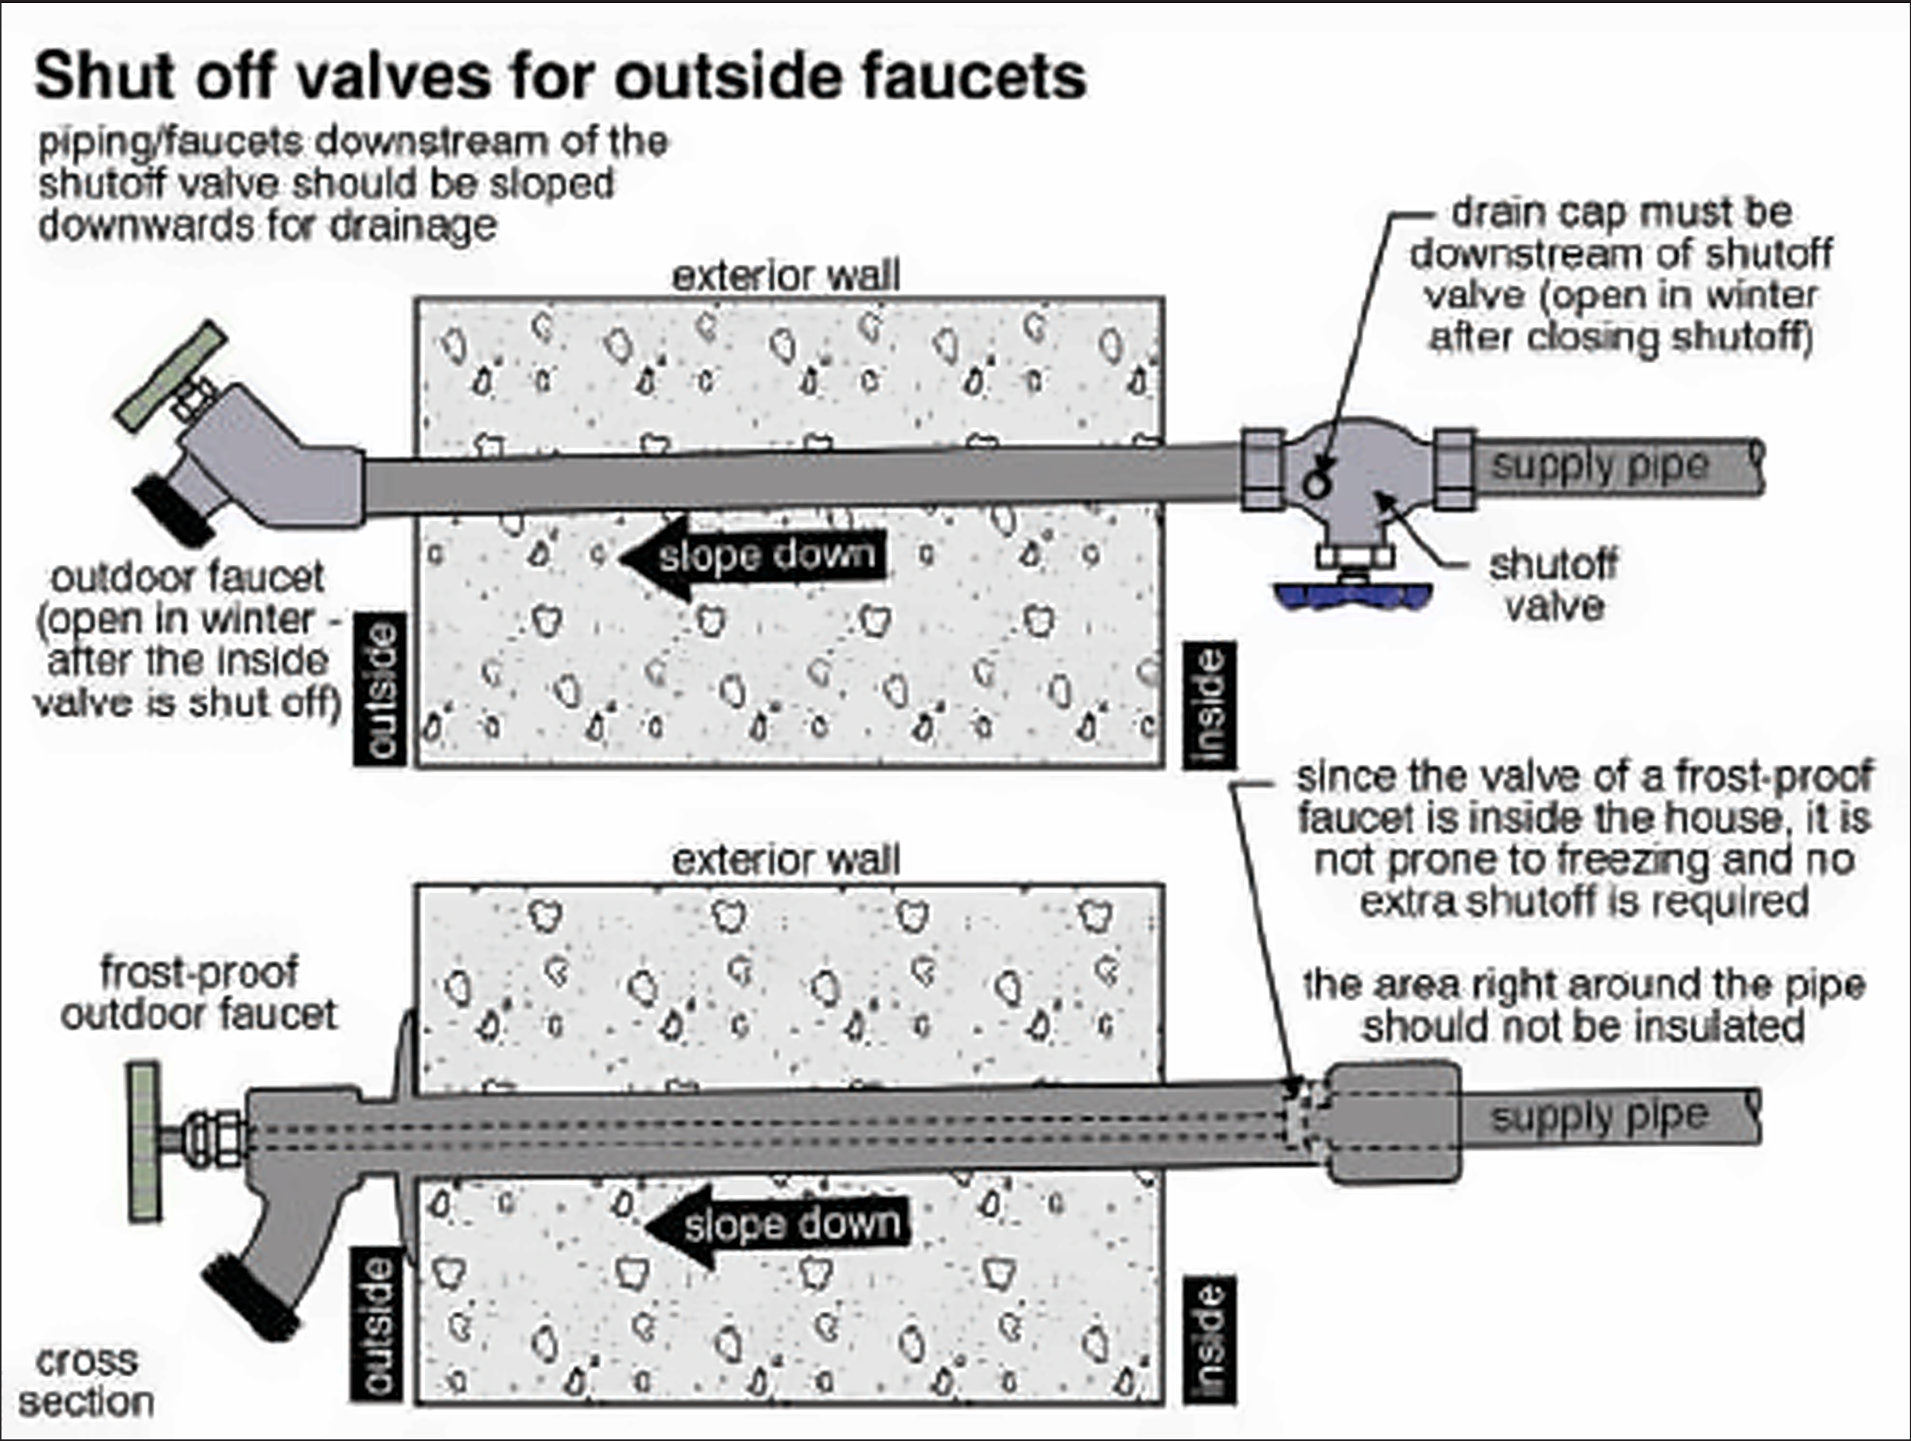 Shut off valves for outside faucets
piping/faucets downstream of the
shutoff valve should be sloped
downwards for drainage
exterior wall
drain cap must be
downstream of shutoff
valve (open in winter
after closing shutoff)
supply pipe
slope down
shutoff
valve
outdoor faucet
(open in winter -
after the inside
valve is shut off)
outside
inside
since the valve of a frost-proof
faucet is inside the house, it is
not prone to freezing and no
extra shutoff is required
exterior wall
frost-proof
outdoor faucet
the area right around the pipe
should not be insulated
supply pipe
slope down
outside
inside
cross
section